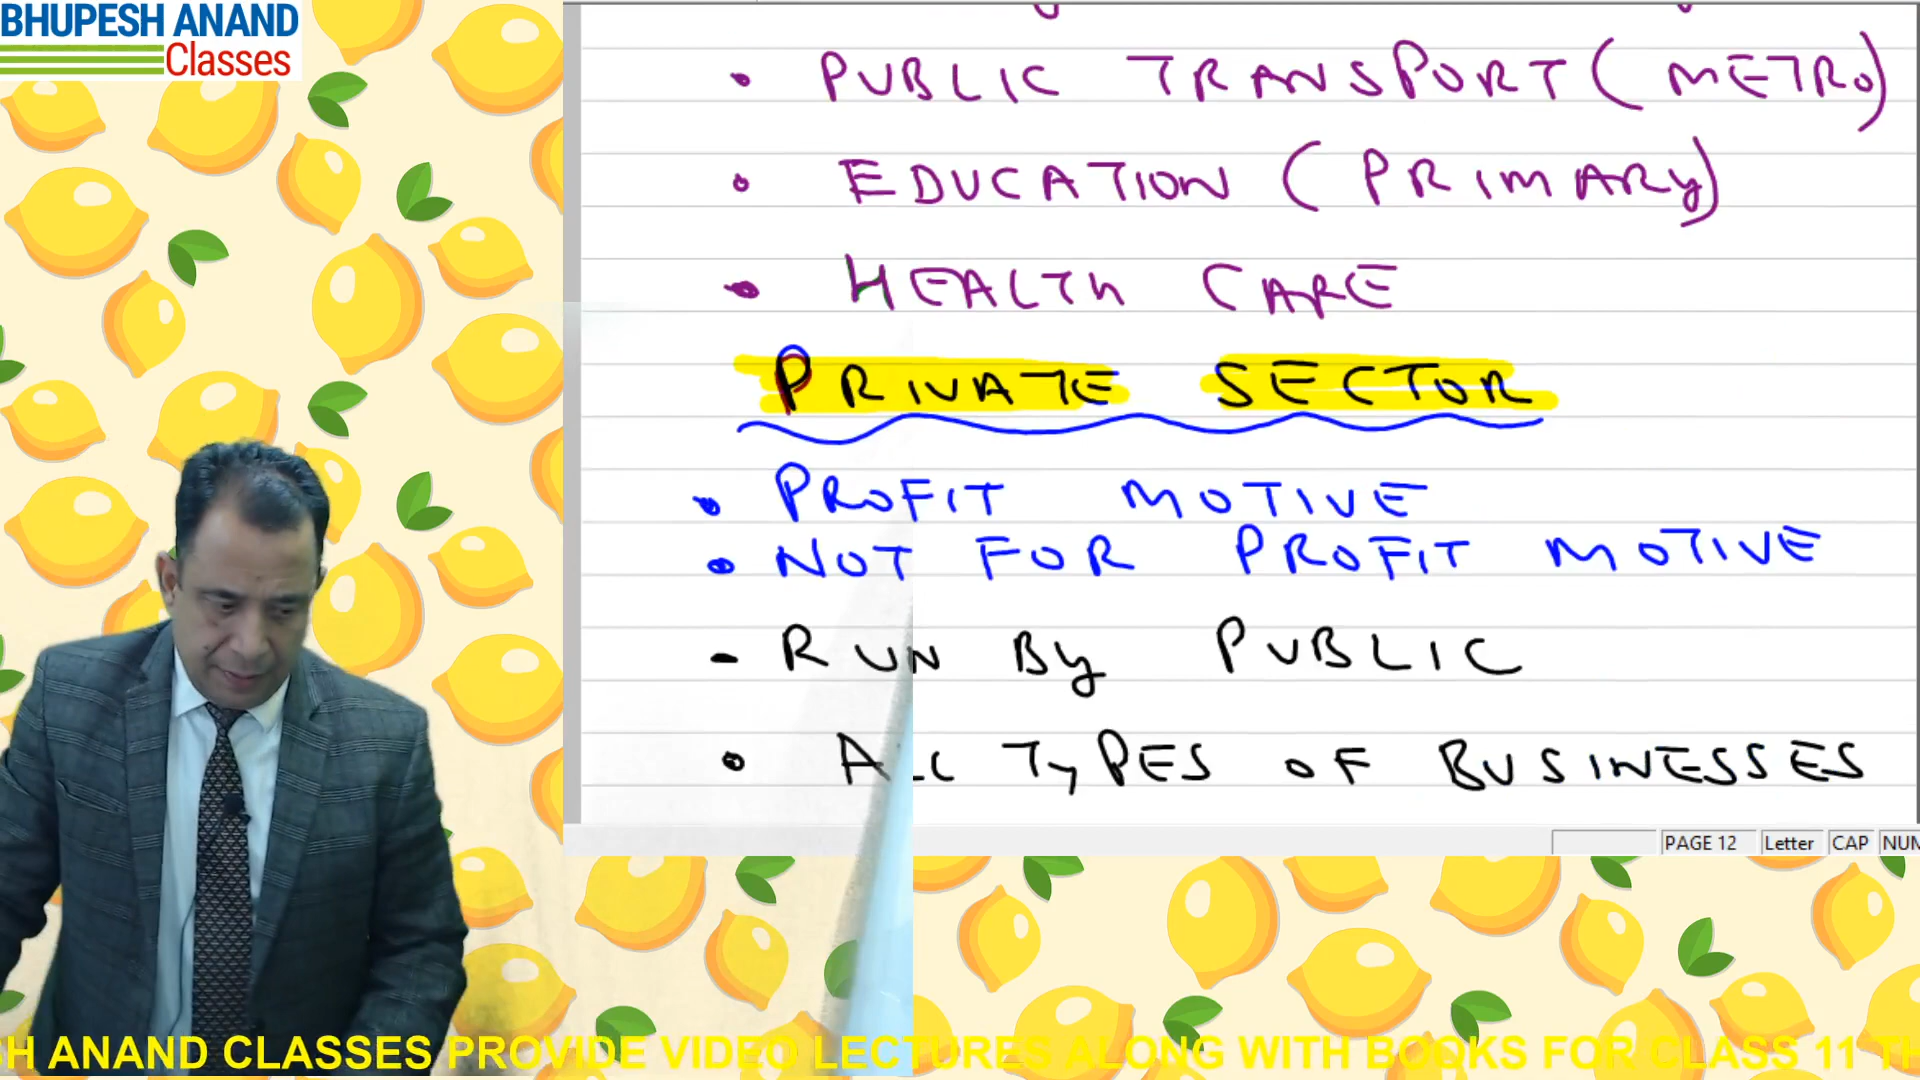 BHUPESH ANAND
Classes
• PUBLIC TRANSPORT (METRO)
• EDUCATION (PRIMARY)
• HEALTH CARE
PRIVATE SECTOR
• PROFIT MOTIVE
• NOT FOR PROFIT MOTIVE
- RUN By PUBLIC
• ALL TyPES OF BUSINESSES
PAGE 12 Letter CAP NUM
SH ANAND CLASSES PROVIDE VIDEO LECTURES ALONG WITH BOOKS FOR CLASS 11 T